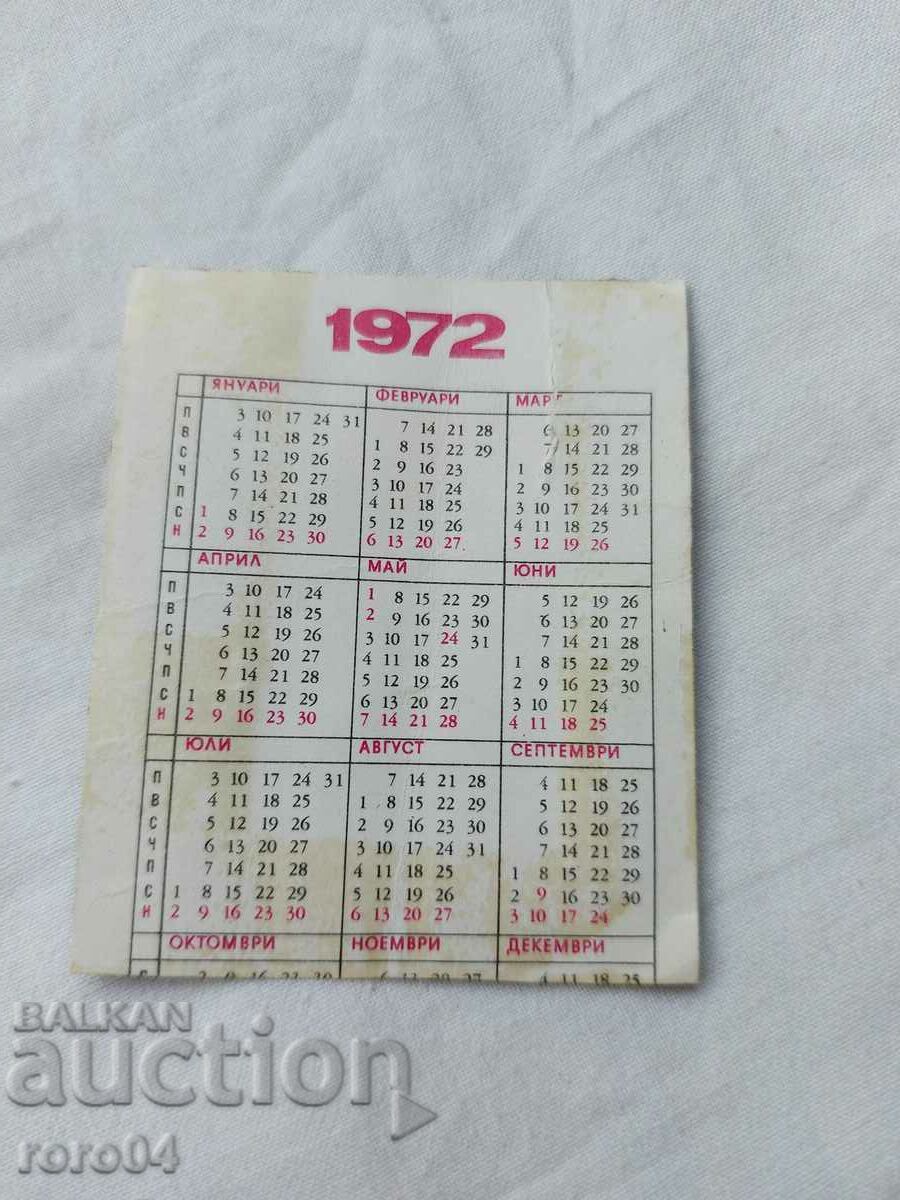 1972
ЯНУАРИ ФЕВРУАРИ
П 3 10 17 24 31 7 14 21 28 6 13 20 27
В 4 11 18 25 1 8 15 22 29 7 14 21 28
С 5 12 19 26 2 9 16 23 1 8 15 22 29
Ч 6 13 20 27 3 10 17 24 2 9 16 23 30
П 7 14 21 28 4 11 18 25 3 10 17 24 31
С 1 8 15 22 29 5 12 19 26 4 11 18 25
Н 2 9 16 23 30 6 13 20 27 5 12 19 26
АПРИЛ МАЙ ЮНИ
П 3 10 17 24 1 8 15 22 29 5 12 19 26
В 4 11 18 25 2 9 16 23 30 6 13 20 27
С 5 12 19 26 3 10 17 24 31 7 14 21 28
Ч 6 13 20 27 4 11 18 25 1 8 15 22 29
П 7 14 21 28 5 12 19 26 2 9 16 23 30
С 1 8 15 22 29 6 13 20 27 3 10 17 24
Н 2 9 16 23 30 7 14 21 28 4 11 18 25
ЮЛИ АВГУСТ СЕПТЕМВРИ
П 3 10 17 24 31 7 14 21 28 4 11 18 25
В 4 11 18 25 1 8 15 22 29 5 12 19 26
С 5 12 19 26 2 9 16 23 30 6 13 20 27
Ч 6 13 20 27 3 10 17 24 31 7 14 21 28
П 7 14 21 28 4 11 18 25 1 8 15 22 29
С 1 8 15 22 29 5 12 19 26 2 9 16 23 30
Н 2 9 16 23 30 6 13 20 27 3 10 17 24
ОКТОМВРИ НОЕМВРИ ДЕКЕМВРИ
2 9 16 23 30 6 13 20 27 4 11 18 25
BALKAN
auction
roro04